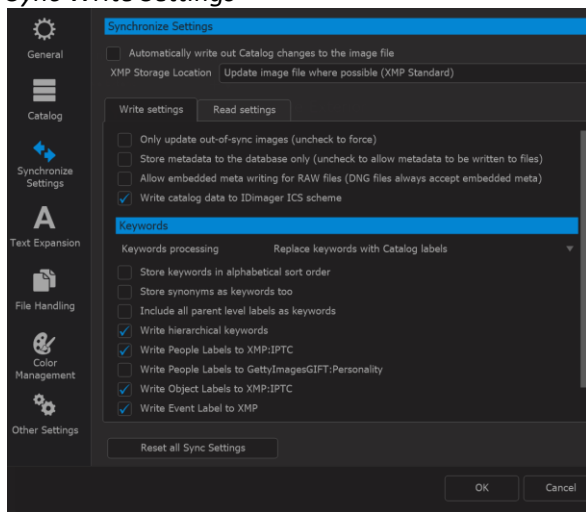 Sync Write Settings
General
Catalog
Synchronize
Settings
Text Expansion
File Handling
Color
Management
Other Settings
Synchronize Settings
Automatically write out Catalog changes to the image file
XMP Storage Location Update image file where possible (XMP Standard)
Write settings Read settings
Only update out-of-sync images (uncheck to force)
Store metadata to the database only (uncheck to allow metadata to be written to files)
Allow embedded meta writing for RAW files (DNG files always accept embedded meta)
Write catalog data to IDimager ICS scheme
Keywords
Keywords processing Replace keywords with Catalog labels
Store keywords in alphabetical sort order
Store synonyms as keywords too
Include all parent level labels as keywords
Write hierarchical keywords
Write People Labels to XMP:IPTC
Write People Labels to GettyImagesGIFT:Personality
Write Object Labels to XMP:IPTC
Write Event Label to XMP
Reset all Sync Settings
OK Cancel